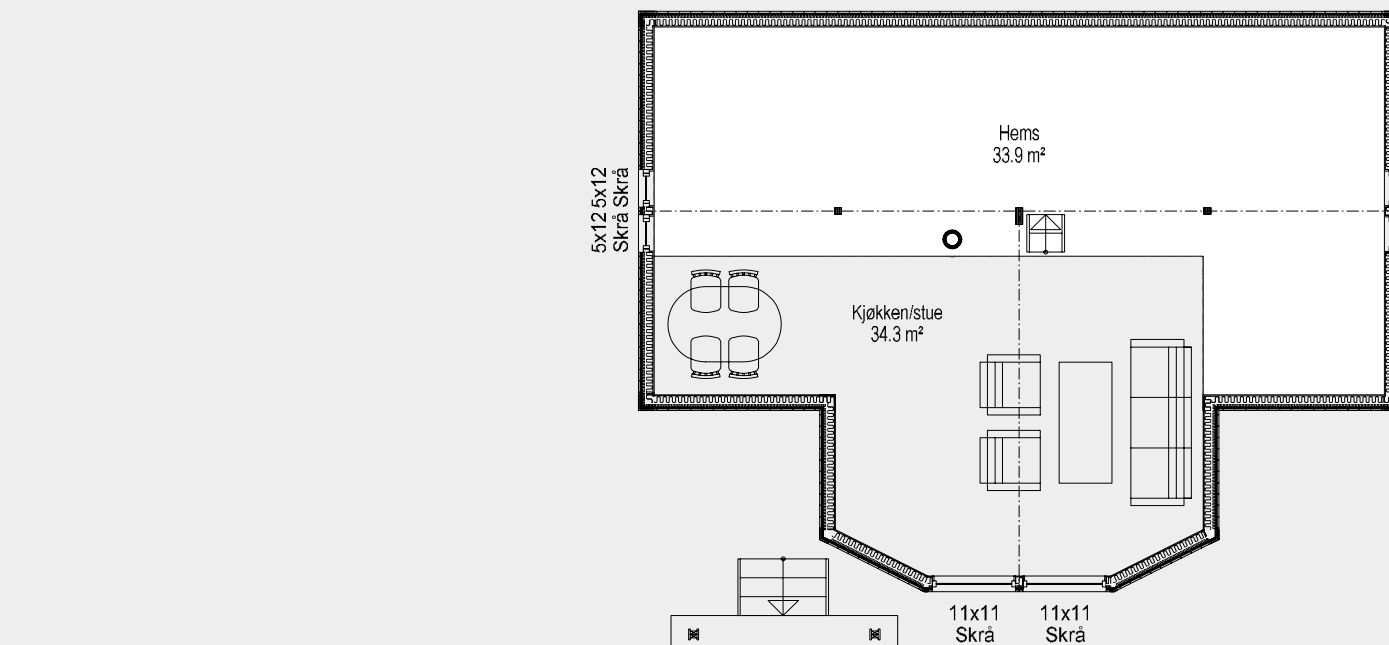 Hems
33.9 m²
5x12 5x12
Skrå Skrå
Kjøkken/stue
34.3 m²
11x11
Skrå
11x11
Skrå